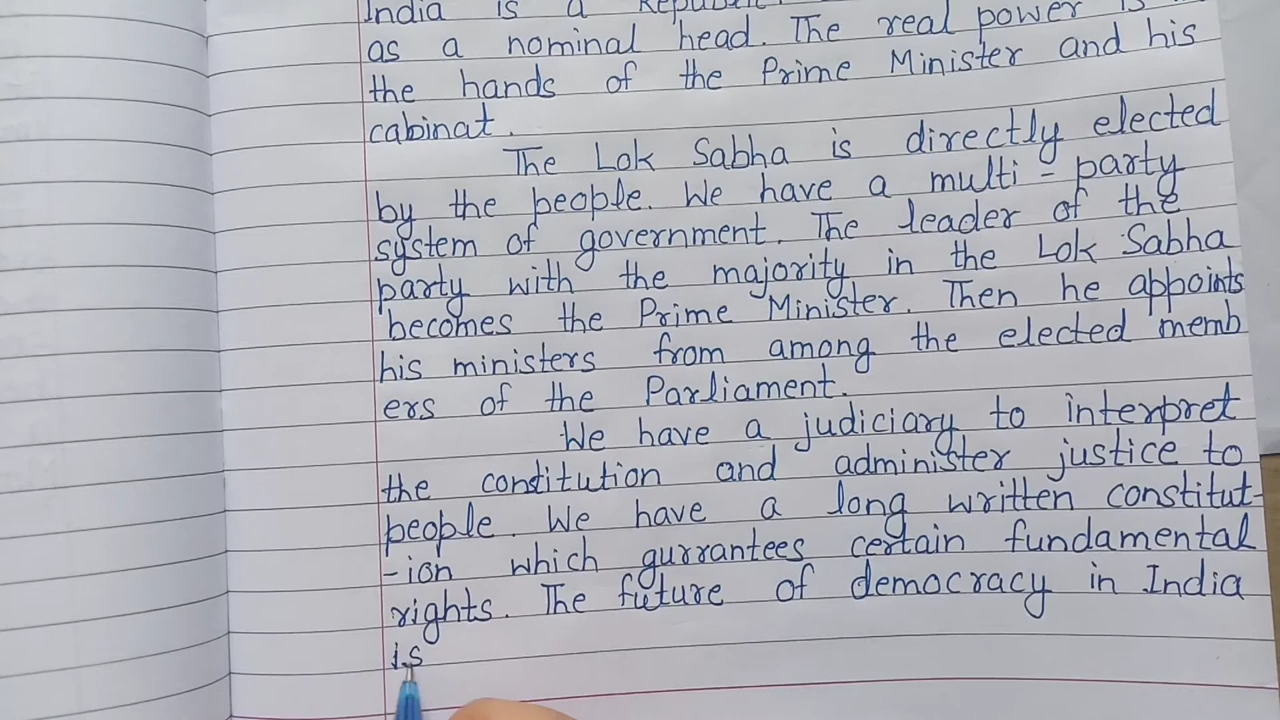 India is a Republic
as a nominal head. The real power is
the hands of the Prime Minister and his
cabinat.
The Lok Sabha is directly elected
by the people. We have a multi - party
system of government. The leader of the
party with the majority in the Lok Sabha
becomes the Prime Minister. Then he appoints
his ministers from among the elected memb
ers of the Parliament.
We have a judiciary to interpret
the constitution and administer justice to
people. We have a long written constitut-
-ion which gurrantees certain fundamental
rights. The future of democracy in India
is